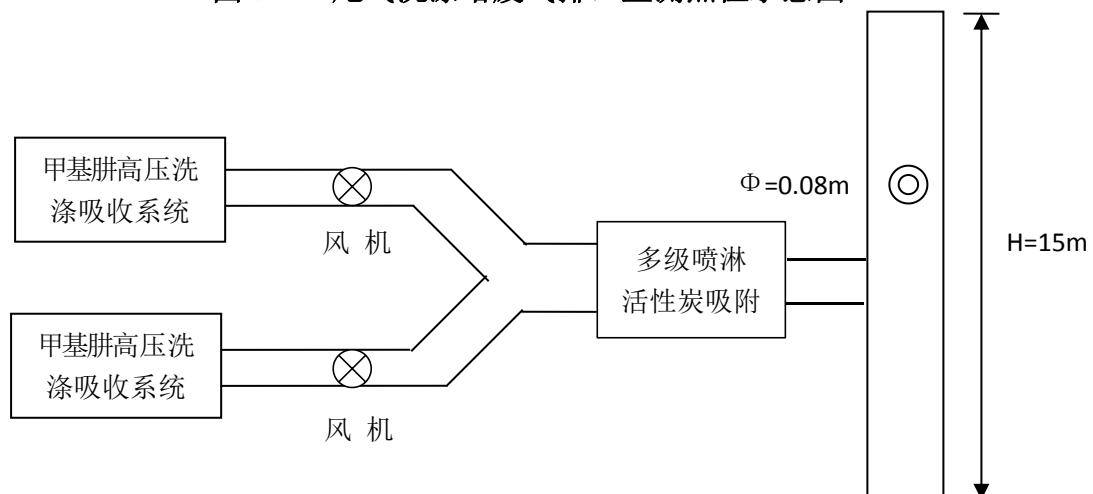 甲基肼高压洗
涤吸收系统
风 机
Φ=0.08m
多级喷淋
活性炭吸附
H=15m
甲基肼高压洗
涤吸收系统
风 机